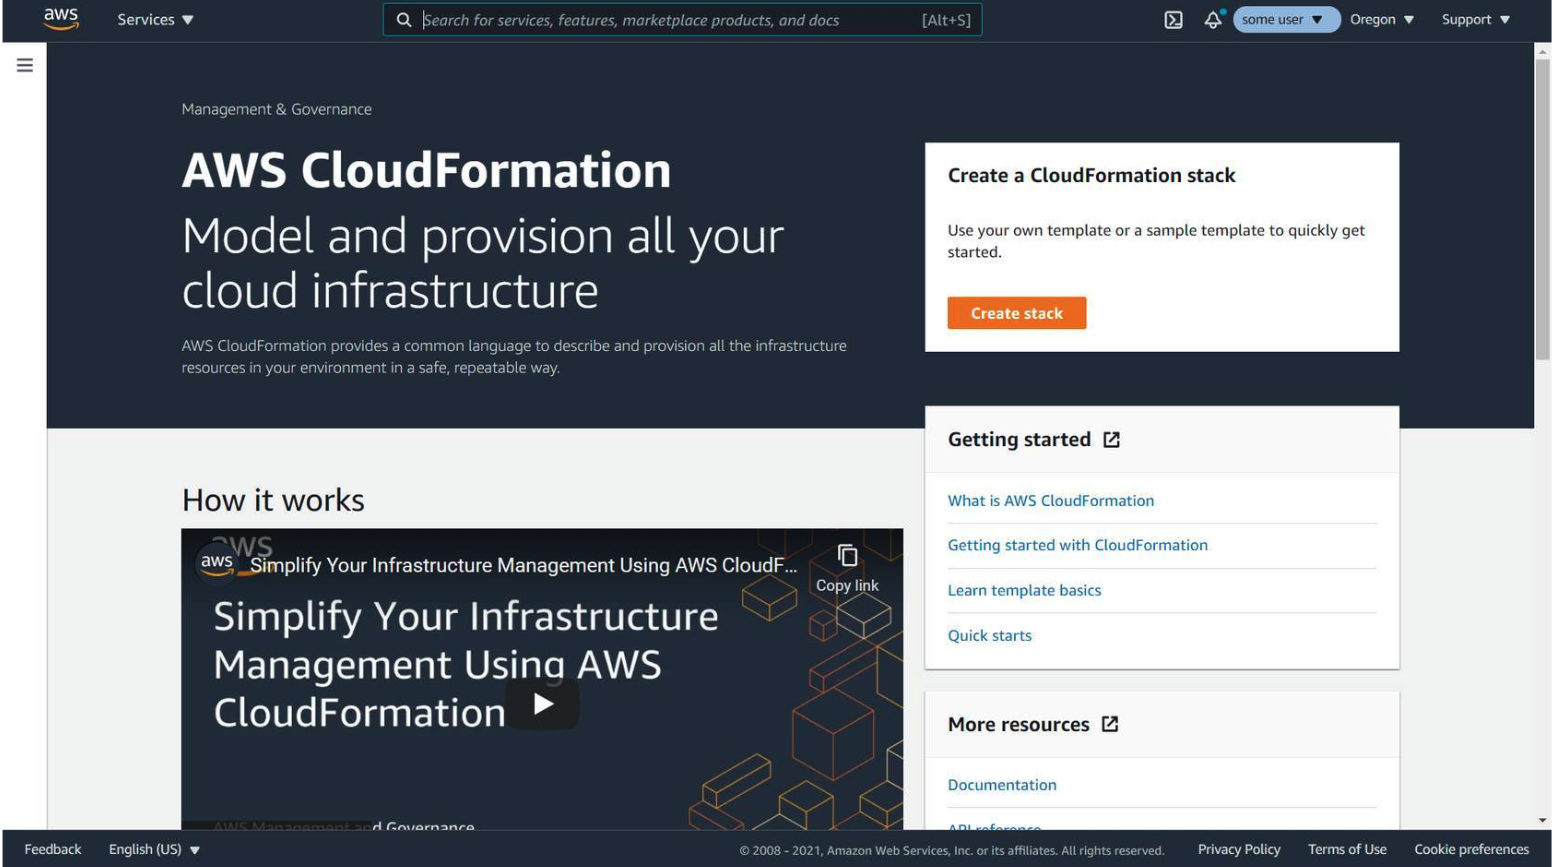 aws
Services ▼
Search for services, features, marketplace products, and docs
[Alt+S]
some user ▼
Oregon ▼
Support ▼
Management & Governance
AWS CloudFormation
Model and provision all your
cloud infrastructure
AWS CloudFormation provides a common language to describe and provision all the infrastructure
resources in your environment in a safe, repeatable way.
Create a CloudFormation stack
Use your own template or a sample template to quickly get
started.
Create stack
Getting started
What is AWS CloudFormation
Getting started with CloudFormation
Learn template basics
Quick starts
How it works
aws
aws
Simplify Your Infrastructure Management Using AWS CloudF...
Copy link
Simplify Your Infrastructure
Management Using AWS
CloudFormation
AWS Management and Governance
More resources
Documentation
API reference
Feedback
English (US) ▼
© 2008 - 2021, Amazon Web Services, Inc. or its affiliates. All rights reserved.
Privacy Policy
Terms of Use
Cookie preferences